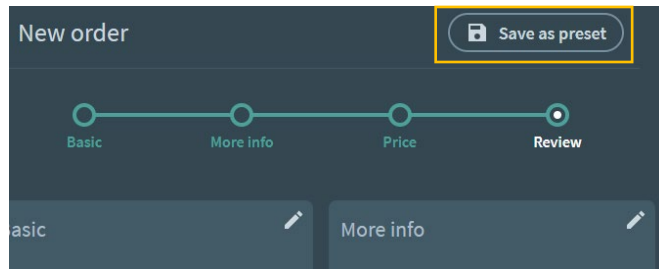 New order
Save as preset
Basic
More info
Price
Review
asic
More info